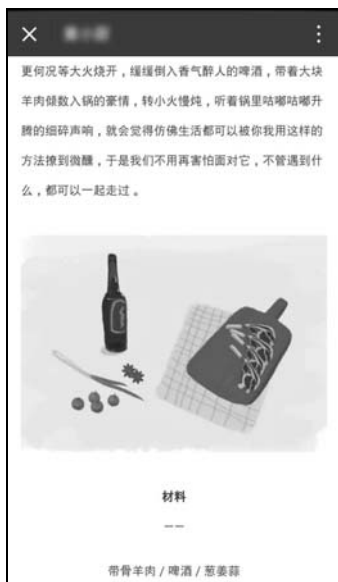 更何况等大火烧开，缓缓倒入香气醉人的啤酒，带着大块
羊肉倾数入锅的豪情，转小火慢炖，听着锅里咕嘟咕嘟升
腾的细碎声响，就会觉得仿佛生活都可以被你我用这样的
方法撩到微醺，于是我们不用再害怕面对它，不管遇到什
么，都可以一起走过。
材料
——
带骨羊肉 / 啤酒 / 葱姜蒜